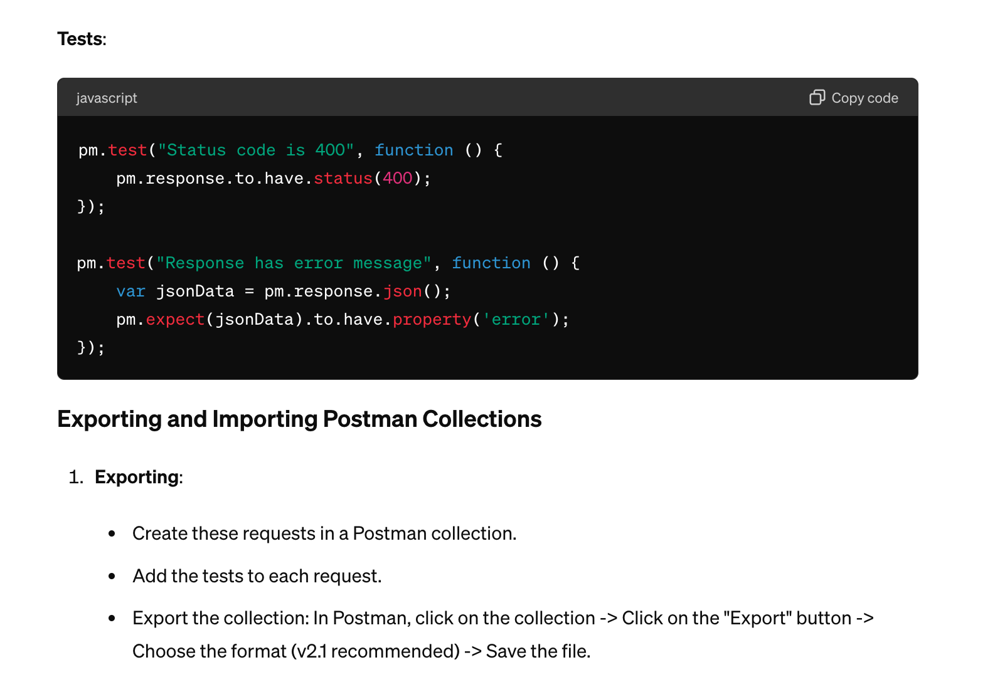 Tests:
javascript
Copy code
pm.test("Status code is 400", function () {
    pm.response.to.have.status(400);
});
pm.test("Response has error message", function () {
    var jsonData = pm.response.json();
    pm.expect(jsonData).to.have.property('error');
});
Exporting and Importing Postman Collections
1. Exporting:
• Create these requests in a Postman collection.
• Add the tests to each request.
• Export the collection: In Postman, click on the collection -> Click on the "Export" button ->
Choose the format (v2.1 recommended) -> Save the file.